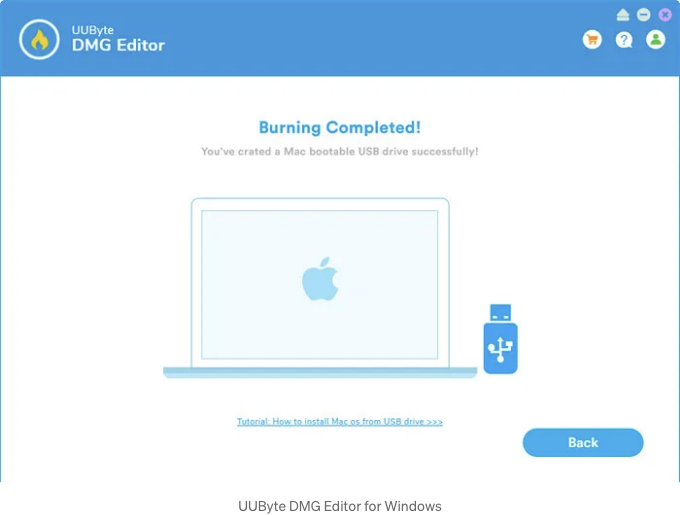 UUByte
DMG Editor
Burning Completed!
You've crated a Mac bootable USB drive successfully!
Tutorial: How to install Mac os from USB drive >>>
Back
UUByte DMG Editor for Windows